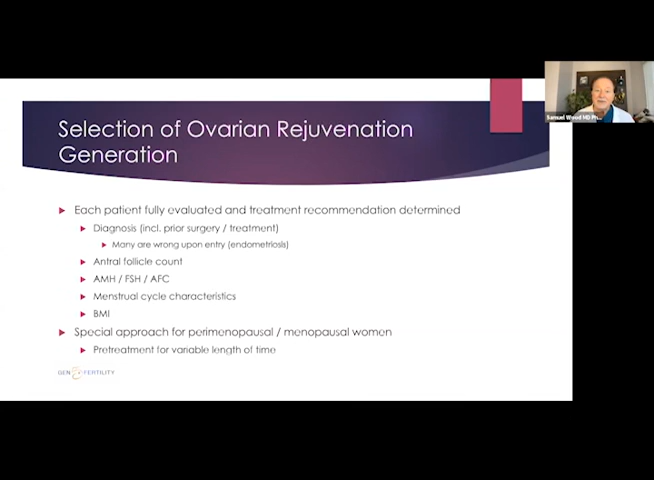 Selection of Ovarian Rejuvenation
Generation
Each patient fully evaluated and treatment recommendation determined
Diagnosis (incl. prior surgery / treatment)
Many are wrong upon entry (endometriosis)
Antral follicle count
AMH / FSH / AFC
Menstrual cycle characteristics
BMI
Special approach for perimenopausal / menopausal women
Pretreatment for variable length of time
GEN FERTILITY
Samuel Wood MD Ph...